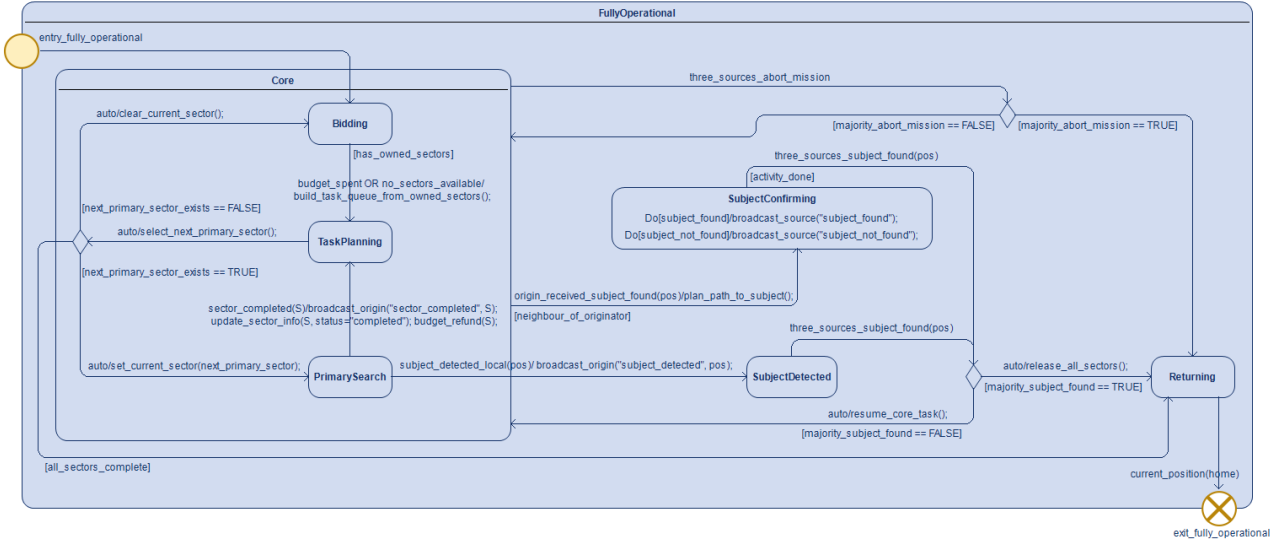 FullyOperational
entry_fully_operational
Core
three_sources_abort_mission
auto/clear_current_sector();
Bidding
[majority_abort_mission == FALSE]
[majority_abort_mission == TRUE]
[has_owned_sectors]
three_sources_subject_found(pos)
[activity_done]
budget_spent OR no_sectors_available/
build_task_queue_from_owned_sectors();
SubjectConfirming
Do[subject_found]/broadcast_source("subject_found");
Do[subject_not_found]/broadcast_source("subject_not_found");
[next_primary_sector_exists == FALSE]
auto/select_next_primary_sector();
TaskPlanning
[next_primary_sector_exists == TRUE]
origin_received_subject_found(pos)/plan_path_to_subject();
[neighbour_of_originator]
sector_completed(S)/broadcast_origin("sector_completed", S);
update_sector_info(S, status="completed"); budget_refund(S);
three_sources_subject_found(pos)
auto/set_current_sector(next_primary_sector);
PrimarySearch
subject_detected_local(pos)/ broadcast_origin("subject_detected", pos);
SubjectDetected
auto/release_all_sectors();
[majority_subject_found == TRUE]
Returning
auto/resume_core_task();
[majority_subject_found == FALSE]
[all_sectors_complete]
current_position(home)
exit_fully_operational